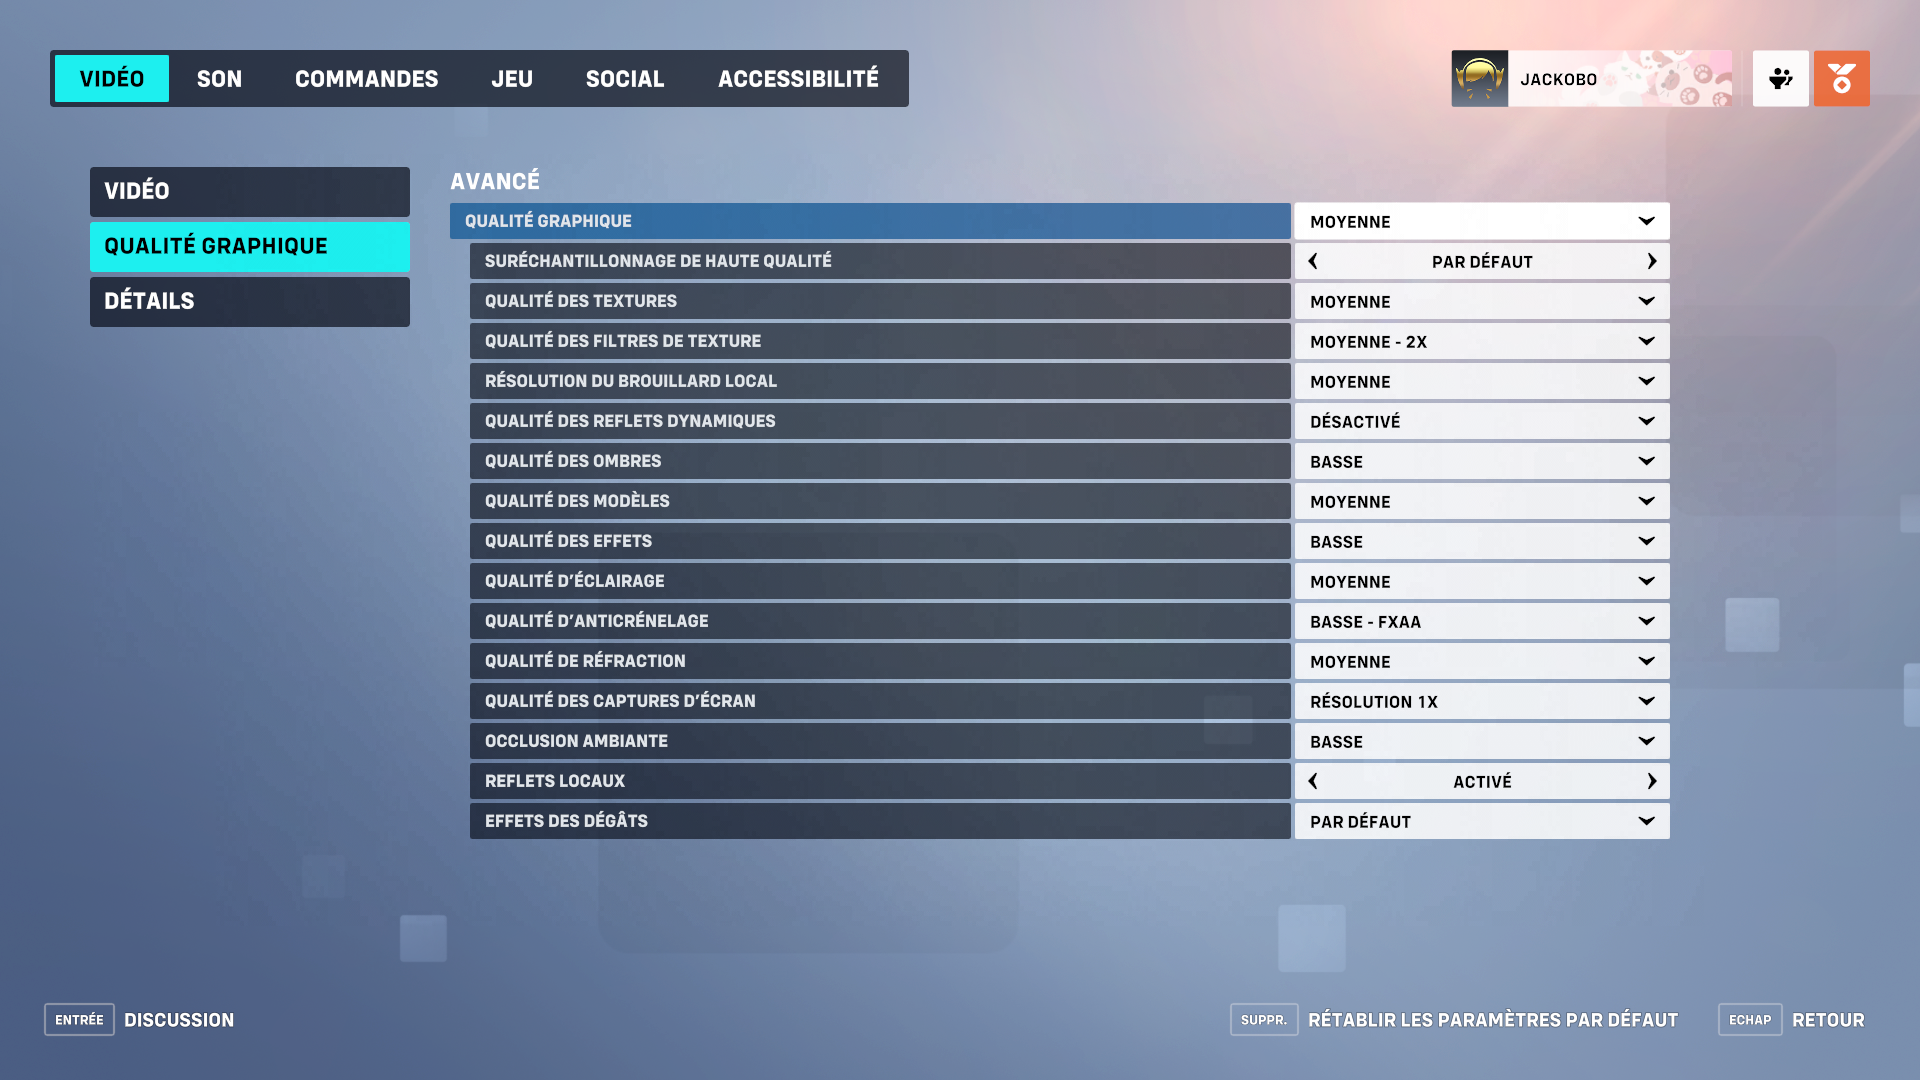 VIDÉO SON COMMANDES JEU SOCIAL ACCESSIBILITÉ JACKOBO
VIDÉO
QUALITÉ GRAPHIQUE
DÉTAILS
AVANCÉ
QUALITÉ GRAPHIQUE MOYENNE
SURÉCHANTILLONNAGE DE HAUTE QUALITÉ PAR DÉFAUT
QUALITÉ DES TEXTURES MOYENNE
QUALITÉ DES FILTRES DE TEXTURE MOYENNE - 2X
RÉSOLUTION DU BROUILLARD LOCAL MOYENNE
QUALITÉ DES REFLETS DYNAMIQUES DÉSACTIVÉ
QUALITÉ DES OMBRES BASSE
QUALITÉ DES MODÈLES MOYENNE
QUALITÉ DES EFFETS BASSE
QUALITÉ D’ÉCLAIRAGE MOYENNE
QUALITÉ D’ANTICRÉNELAGE BASSE - FXAA
QUALITÉ DE RÉFRACTION MOYENNE
QUALITÉ DES CAPTURES D’ÉCRAN RÉSOLUTION 1X
OCCLUSION AMBIANTE BASSE
REFLETS LOCAUX ACTIVÉ
EFFETS DES DÉGÂTS PAR DÉFAUT
ENTRÉE DISCUSSION SUPPR. RÉTABLIR LES PARAMÈTRES PAR DÉFAUT ECHAP RETOUR